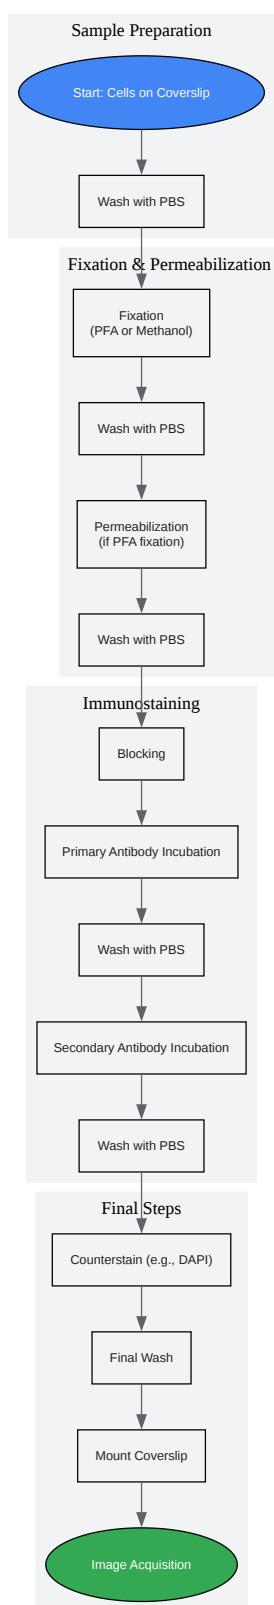 Sample Preparation
Start: Cells on Coverslip
Wash with PBS
Fixation & Permeabilization
Fixation
(PFA or Methanol)
Wash with PBS
Permeabilization
(if PFA fixation)
Wash with PBS
Immunostaining
Blocking
Primary Antibody Incubation
Wash with PBS
Secondary Antibody Incubation
Wash with PBS
Final Steps
Counterstain (e.g., DAPI)
Final Wash
Mount Coverslip
Image Acquisition